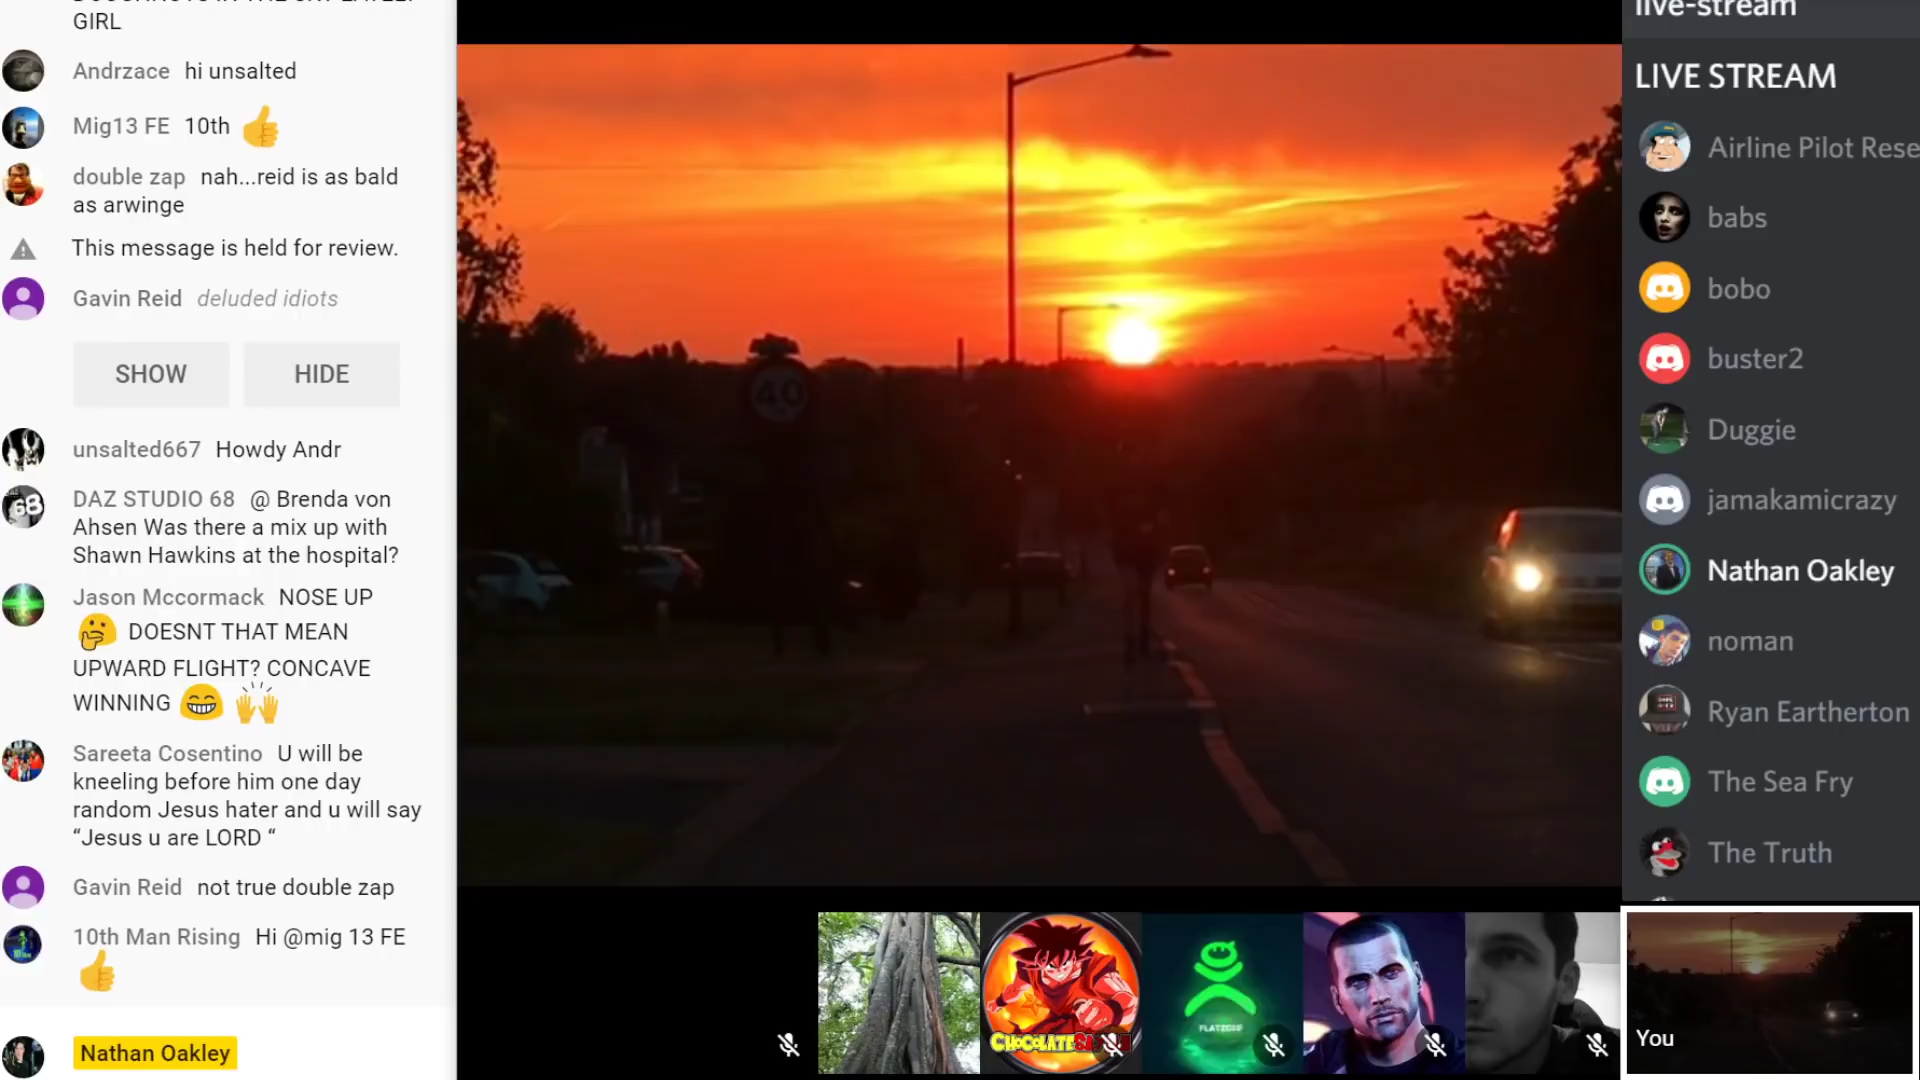 GIRL
Andrzace hi unsalted
Mig13 FE 10th
double zap nah...reid is as bald
as arwinge
This message is held for review.
Gavin Reid deluded idiots
SHOW HIDE
unsalted667 Howdy Andr
DAZ STUDIO 68 @ Brenda von
Ahsen Was there a mix up with
Shawn Hawkins at the hospital?
Jason Mccormack NOSE UP
DOESNT THAT MEAN
UPWARD FLIGHT? CONCAVE
WINNING
Sareeta Cosentino U will be
kneeling before him one day
random Jesus hater and u will say
“Jesus u are LORD “
Gavin Reid not true double zap
10th Man Rising Hi @mig 13 FE
Nathan Oakley
40
68
FLATZOID
You
live-stream
LIVE STREAM
Airline Pilot Rese
babs
bobo
buster2
Duggie
jamakamicrazy
Nathan Oakley
noman
Ryan Eartherton
The Sea Fry
The Truth